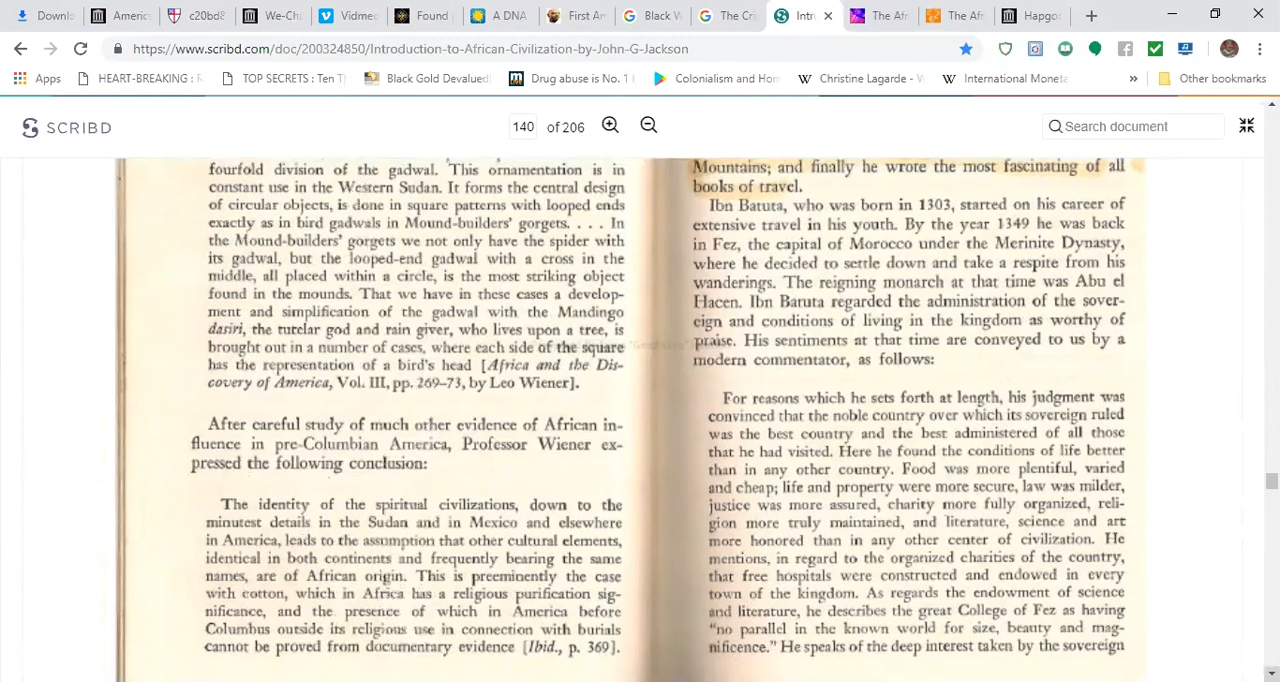 Downlo
Americ
c20bd8
We-Cha
Vidmee
Found
A DNA
First Am
Black W
The Cri
Intro
The Afr
The Afr
Hapgoo
https://www.scribd.com/doc/200324850/Introduction-to-African-Civilization-by-John-G-Jackson
Apps
HEART-BREAKING : R
TOP SECRETS : Ten Th
Black Gold Devalued
Drug abuse is No. 1
Colonialism and Hom
Christine Lagarde - W
International Moneta
»
Other bookmarks
SCRIBD
140 of 206
Search document
fourfold division of the gadwal. This ornamentation is in
constant use in the Western Sudan. It forms the central design
of circular objects, is done in square patterns with looped ends
exactly as in bird gadwals in Mound-builders' gorgets. . . . In
the Mound-builders' gorgets we not only have the spider with
its gadwal, but the looped-end gadwal with a cross in the
middle, all placed within a circle, is the most striking object
found in the mounds. That we have in these cases a develop-
ment and simplification of the gadwal with the Mandingo
dasiri, the tutelar god and rain giver, who lives upon a tree, is
brought out in a number of cases, where each side of the square
has the representation of a bird's head [Africa and the Dis-
covery of America, Vol. III, pp. 269–73, by Leo Wiener].
After careful study of much other evidence of African in-
fluence in pre-Columbian America, Professor Wiener ex-
pressed the following conclusion:
The identity of the spiritual civilizations, down to the
minutest details in the Sudan and in Mexico and elsewhere
in America, leads to the assumption that other cultural elements,
identical in both continents and frequently bearing the same
names, are of African origin. This is preeminently the case
with cotton, which in Africa has a religious purification sig-
nificance, and the presence of which in America before
Columbus outside its religious use in connection with burials
cannot be proved from documentary evidence [Ibid., p. 369].
Mountains; and finally he wrote the most fascinating of all
books of travel.
Ibn Batuta, who was born in 1303, started on his career of
extensive travel in his youth. By the year 1349 he was back
in Fez, the capital of Morocco under the Merinite Dynasty,
where he decided to settle down and take a respite from his
wanderings. The reigning monarch at that time was Abu el
Hacen. Ibn Batuta regarded the administration of the sover-
eign and conditions of living in the kingdom as worthy of
praise. His sentiments at that time are conveyed to us by a
modern commentator, as follows:
For reasons which he sets forth at length, his judgment was
convinced that the noble country over which its sovereign ruled
was the best country and the best administered of all those
that he had visited. Here he found the conditions of life better
than in any other country. Food was more plentiful, varied
and cheap; life and property were more secure, law was milder,
justice was more assured, charity more fully organized, reli-
gion more truly maintained, and literature, science and art
more honored than in any other center of civilization. He
mentions, in regard to the organized charities of the country,
that free hospitals were constructed and endowed in every
town of the kingdom. As regards the endowment of science
and literature, he describes the great College of Fez as having
"no parallel in the known world for size, beauty and mag-
nificence." He speaks of the deep interest taken by the sovereign